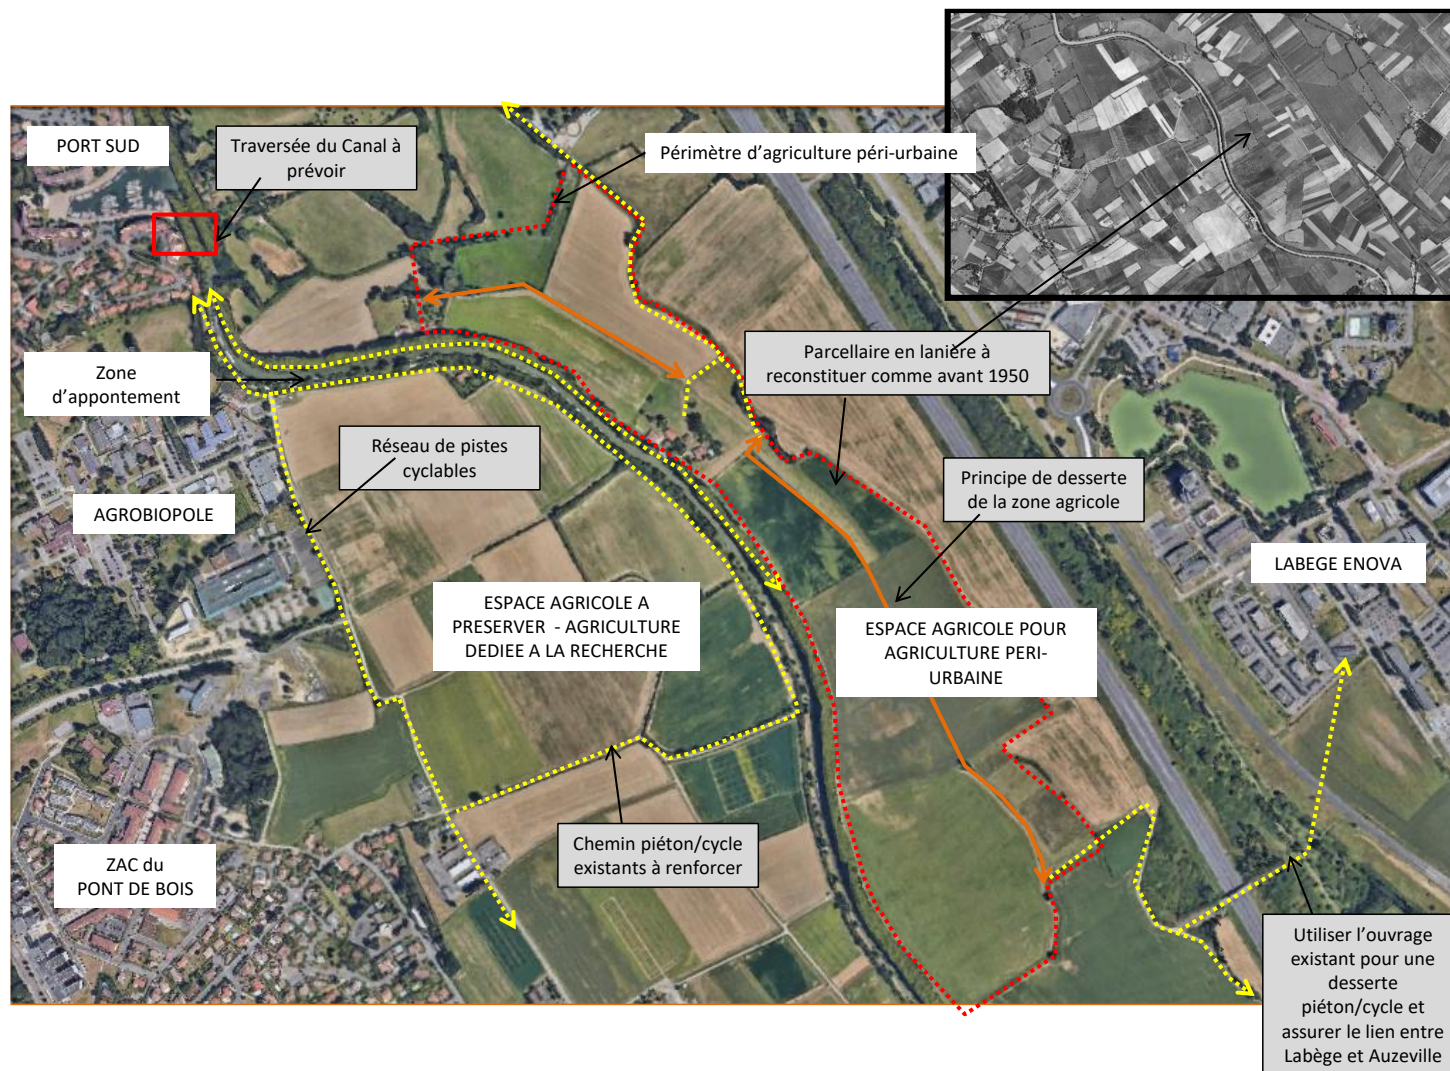 PORT SUD
Traversée du Canal à
prévoir
Périmètre d’agriculture péri-urbaine
Zone
d’appontement
Parcellaire en lanière à
reconstituer comme avant 1950
Réseau de pistes
cyclables
Principe de desserte
de la zone agricole
AGROBIOPOLE
LABEGE ENOVA
ESPACE AGRICOLE A
PRESERVER - AGRICULTURE
DEDIEE A LA RECHERCHE
ESPACE AGRICOLE POUR
AGRICULTURE PERI-
URBAINE
Chemin piéton/cycle
existants à renforcer
ZAC du
PONT DE BOIS
Utiliser l’ouvrage
existant pour une
desserte
piéton/cycle et
assurer le lien entre
Labège et Auzeville